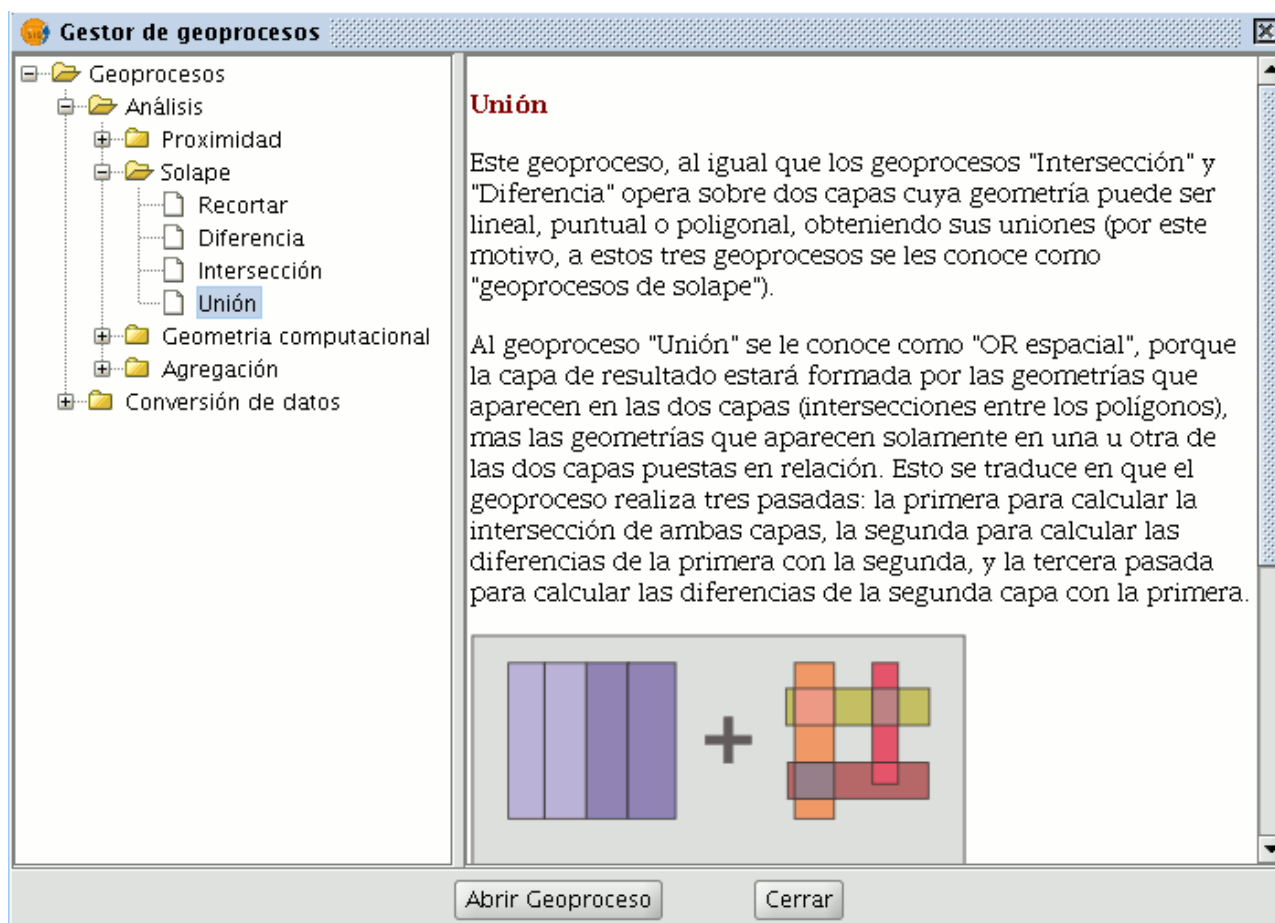 Gestor de geoprocesos
Geoprocesos
Análisis
Proximidad
Solape
Recortar
Diferencia
Intersección
Unión
Geometria computacional
Agregación
Conversión de datos
Unión
Este geoproceso, al igual que los geoprocesos "Intersección" y
"Diferencia" opera sobre dos capas cuya geometría puede ser
lineal, puntual o poligonal, obteniendo sus uniones (por este
motivo, a estos tres geoprocesos se les conoce como
"geoprocesos de solape").
Al geoproceso "Unión" se le conoce como "OR espacial", porque
la capa de resultado estará formada por las geometrías que
aparecen en las dos capas (intersecciones entre los polígonos),
mas las geometrías que aparecen solamente en una u otra de
las dos capas puestas en relación. Esto se traduce en que el
geoproceso realiza tres pasadas: la primera para calcular la
intersección de ambas capas, la segunda para calcular las
diferencias de la primera con la segunda, y la tercera pasada
para calcular las diferencias de la segunda capa con la primera.
Abrir Geoproceso
Cerrar